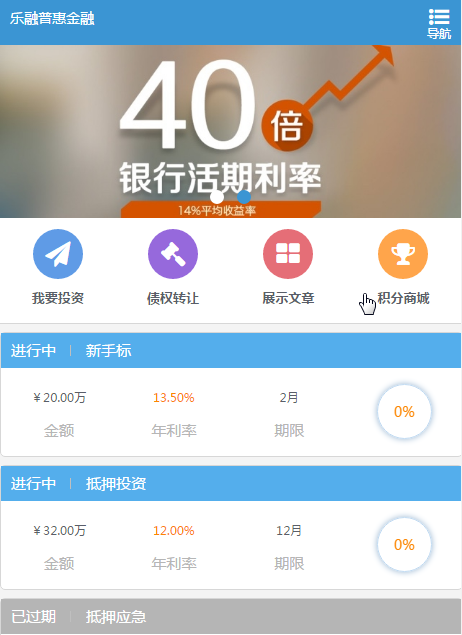 乐融普惠金融
导航
40倍
银行活期利率
14%平均收益率
我要投资 债权转让 展示文章 积分商城
进行中 | 新手标
￥20.00万 13.50% 2月 0%
金额 年利率 期限
进行中 | 抵押投资
￥32.00万 12.00% 12月 0%
金额 年利率 期限
已过期 | 抵押应急